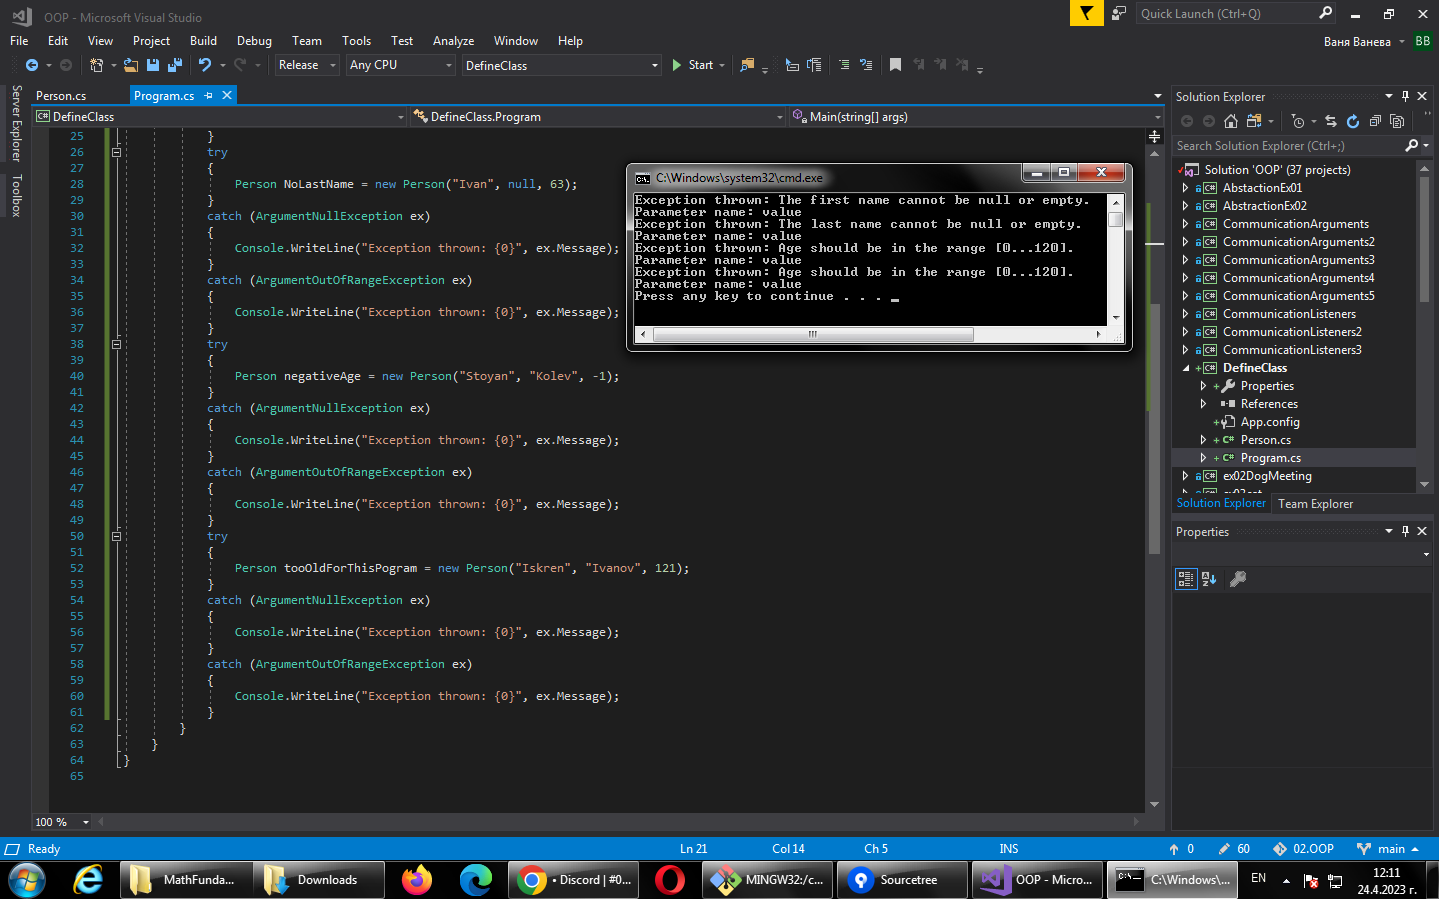 OOP - Microsoft Visual Studio
Quick Launch (Ctrl+Q)
File Edit View Project Build Debug Team Tools Test Analyze Window Help
Ваня Ванева BB
Release Any CPU DefineClass Start
Server Explorer
Toolbox
Person.cs Program.cs
DefineClass DefineClass.Program Main(string[] args)
25 }
26 try
27 {
28 Person NoLastName = new Person("Ivan", null, 63);
29 }
30 catch (ArgumentNullException ex)
31 {
32 Console.WriteLine("Exception thrown: {0}", ex.Message);
33 }
34 catch (ArgumentOutOfRangeException ex)
35 {
36 Console.WriteLine("Exception thrown: {0}", ex.Message);
37 }
38 try
39 {
40 Person negativeAge = new Person("Stoyan", "Kolev", -1);
41 }
42 catch (ArgumentNullException ex)
43 {
44 Console.WriteLine("Exception thrown: {0}", ex.Message);
45 }
46 catch (ArgumentOutOfRangeException ex)
47 {
48 Console.WriteLine("Exception thrown: {0}", ex.Message);
49 }
50 try
51 {
52 Person tooOldForThisPogram = new Person("Iskren", "Ivanov", 121);
53 }
54 catch (ArgumentNullException ex)
55 {
56 Console.WriteLine("Exception thrown: {0}", ex.Message);
57 }
58 catch (ArgumentOutOfRangeException ex)
59 {
60 Console.WriteLine("Exception thrown: {0}", ex.Message);
61 }
62 }
63 }
64 }
65
100 %
C:\Windows\system32\cmd.exe
Exception thrown: The first name cannot be null or empty.
Parameter name: value
Exception thrown: The last name cannot be null or empty.
Parameter name: value
Exception thrown: Age should be in the range [0...120].
Parameter name: value
Exception thrown: Age should be in the range [0...120].
Parameter name: value
Press any key to continue . . .
Solution Explorer
Search Solution Explorer (Ctrl+;)
Solution 'OOP' (37 projects)
AbstactionEx01
AbstractionEx02
CommunicationArguments
CommunicationArguments2
CommunicationArguments3
CommunicationArguments4
CommunicationArguments5
CommunicationListeners
CommunicationListeners2
CommunicationListeners3
DefineClass
Properties
References
App.config
Person.cs
Program.cs
ex02DogMeeting
Solution Explorer Team Explorer
Properties
Ready Ln 21 Col 14 Ch 5 INS 0 60 02.OOP main
MathFunda... Downloads • Discord | #0... MINGW32:/c... Sourcetree OOP - Micro... C:\Windows\... EN 12:11
24.4.2023 г.